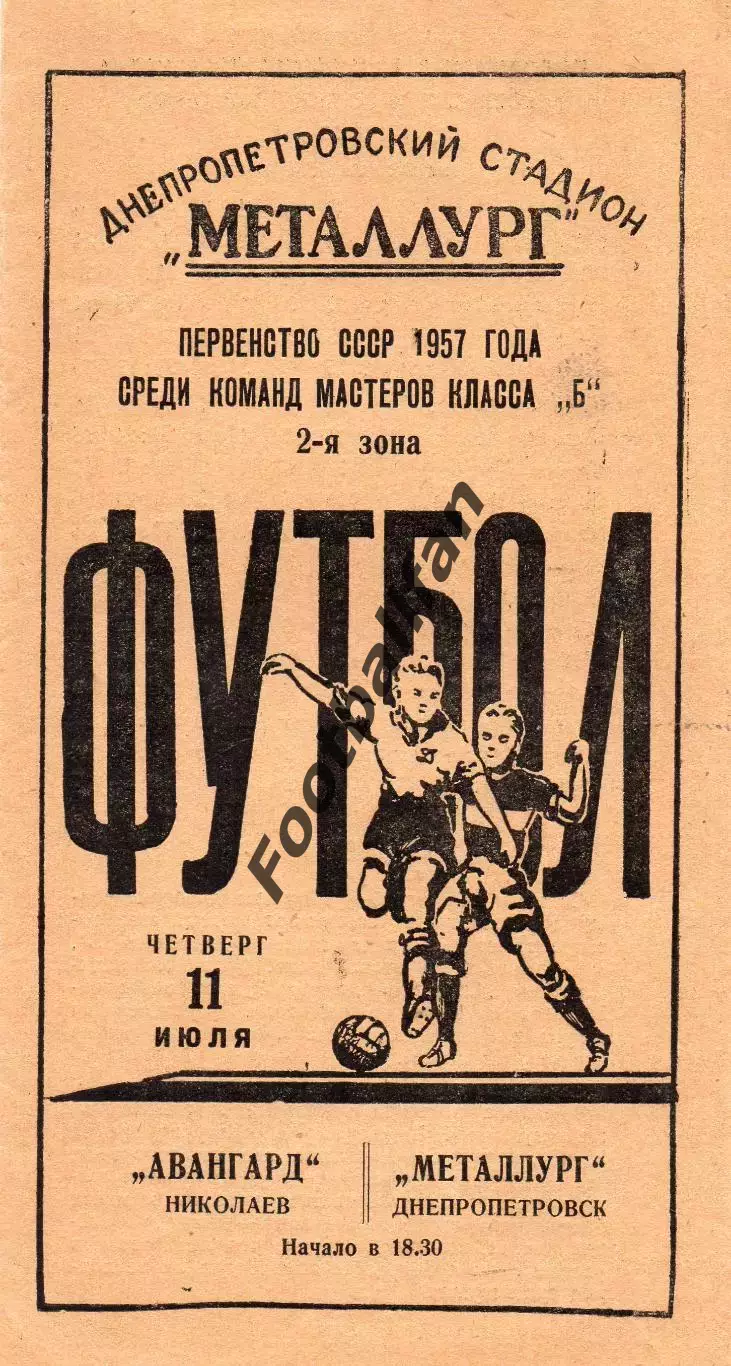 ДНЕПРОПЕТРОВСКИЙ СТАДИОН
„МЕТАЛЛУРГ"
ПЕРВЕНСТВО СССР 1957 ГОДА
СРЕДИ КОМАНД МАСТЕРОВ КЛАССА „Б“
2-я зона
ФУТБОЛ
Footballfan
ЧЕТВЕРГ
11
ИЮЛЯ
„АВАНГАРД“
НИКОЛАЕВ
„МЕТАЛЛУРГ“
ДНЕПРОПЕТРОВСК
Начало в 18.30